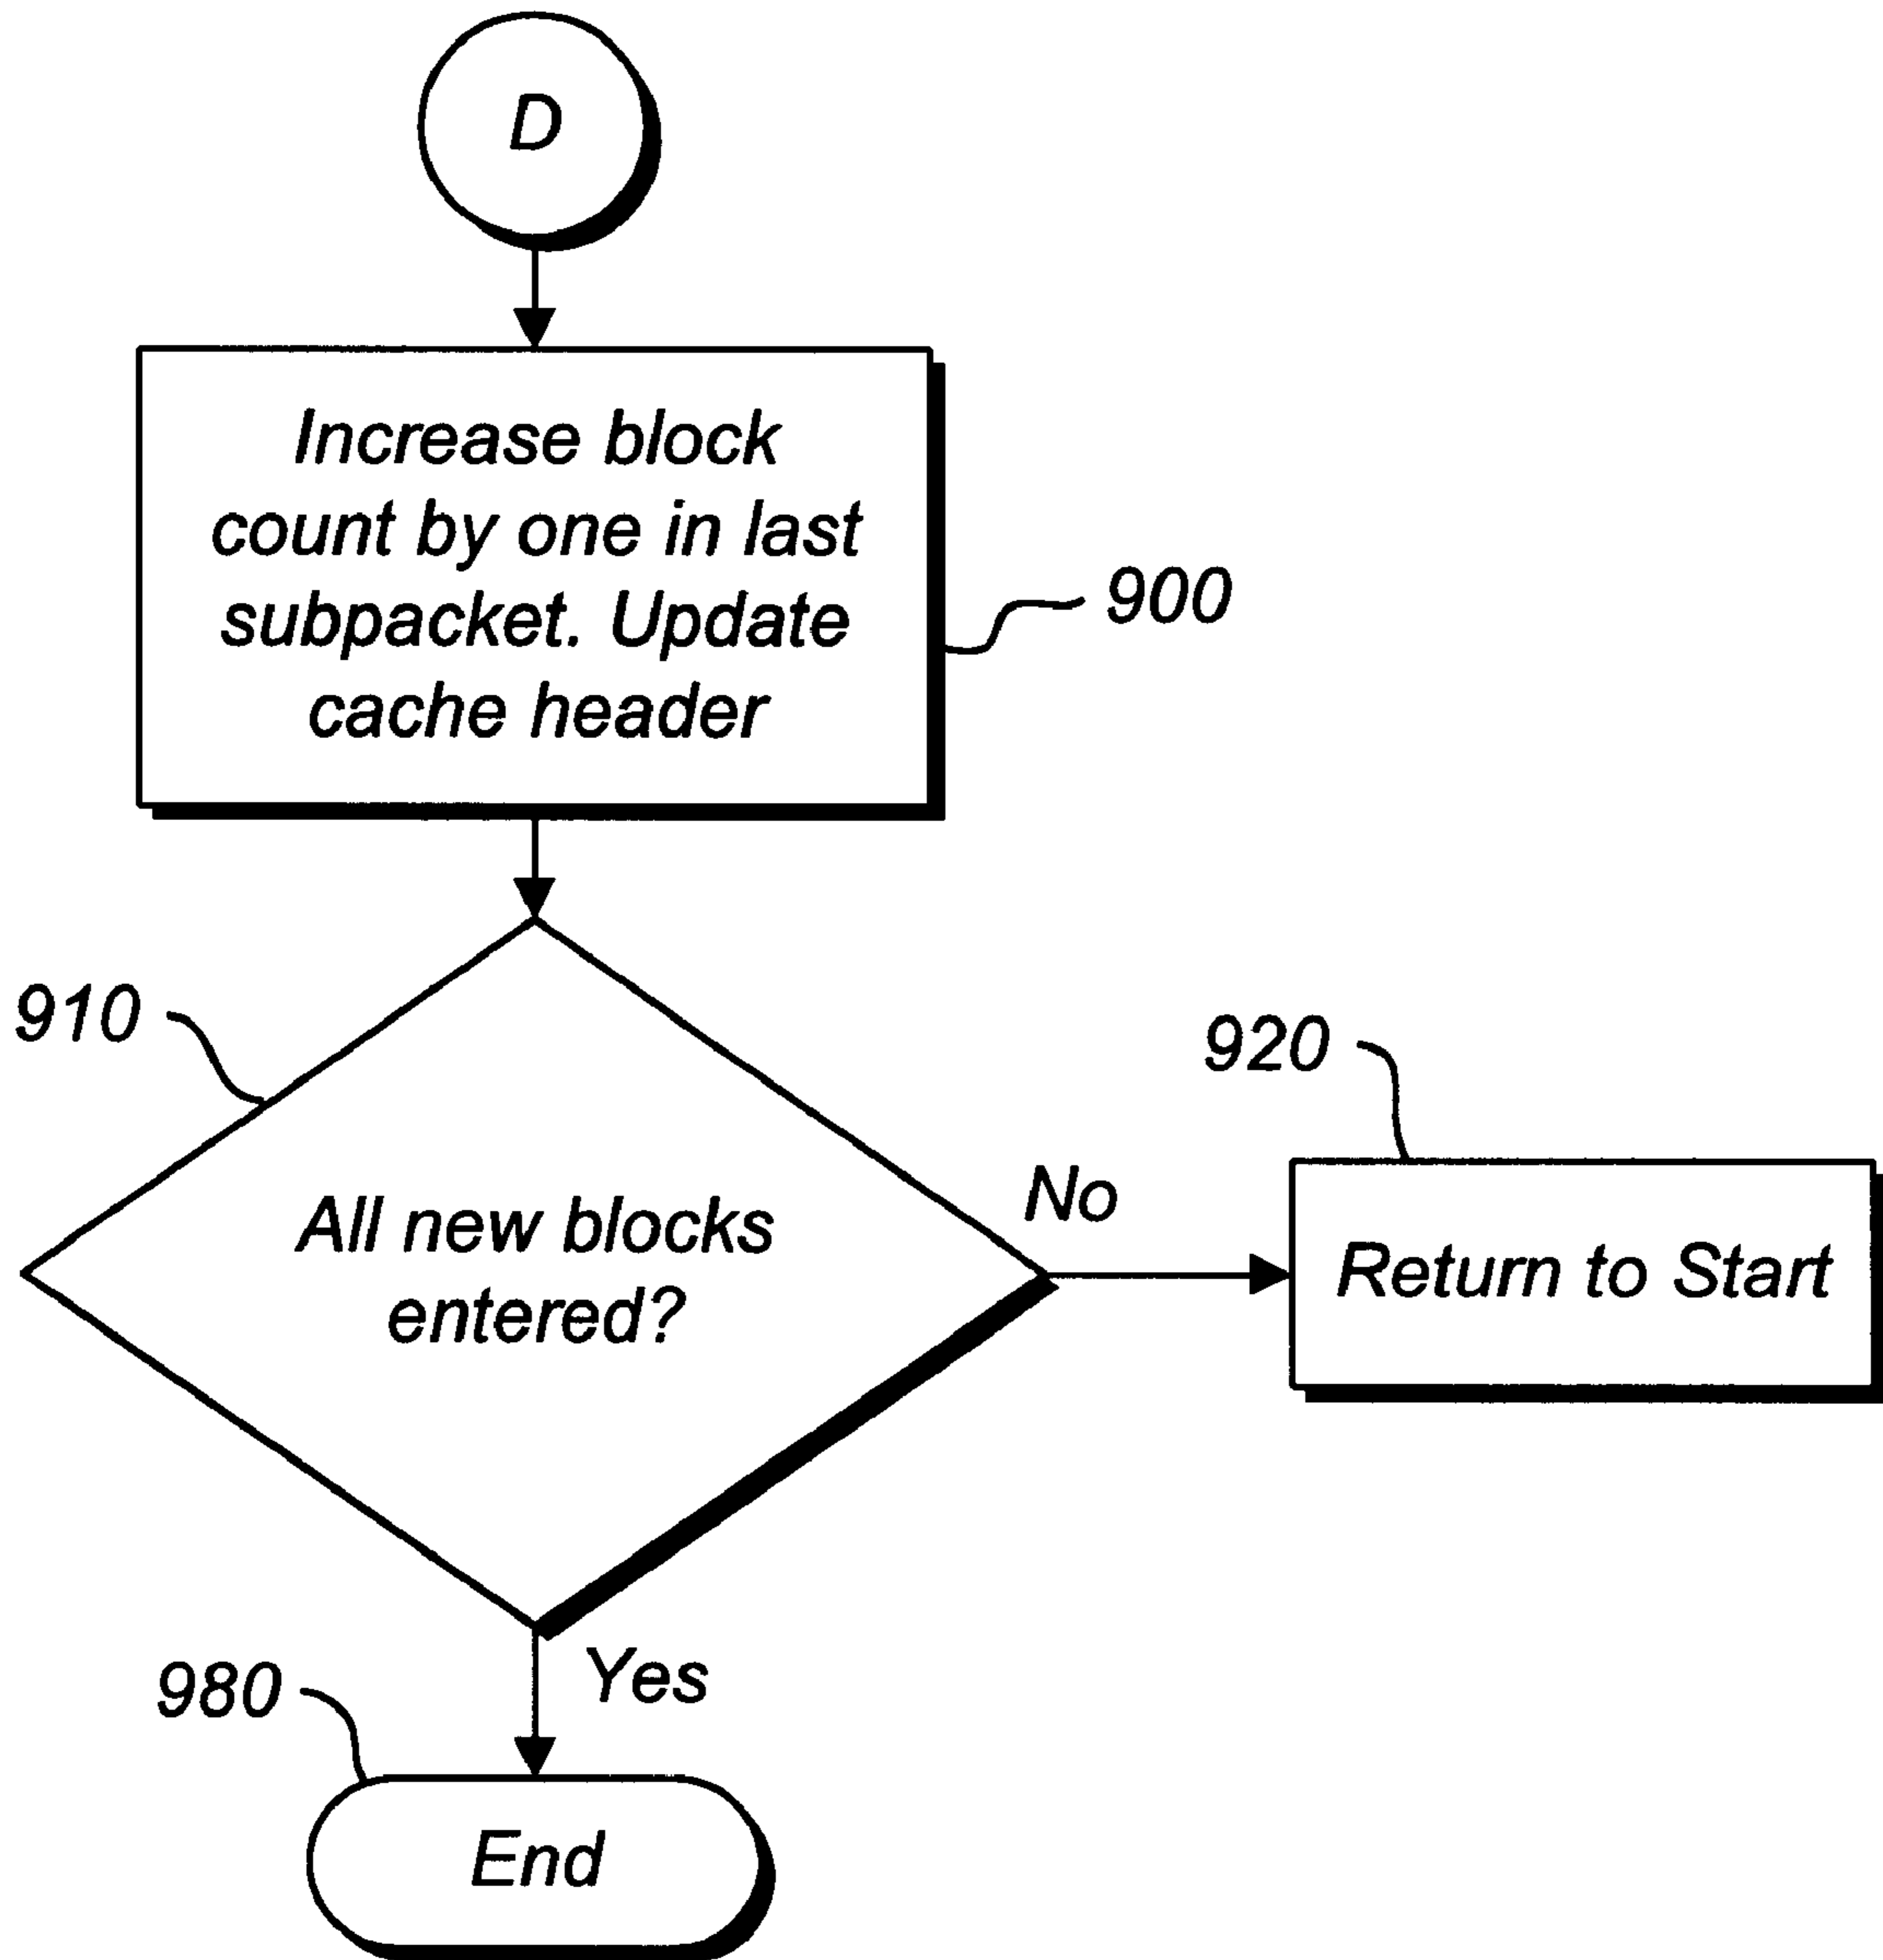 D
Increase block
count by one in last
subpacket. Update
cache header
900
910
All new blocks
entered?
No
920
Return to Start
Yes
980
End